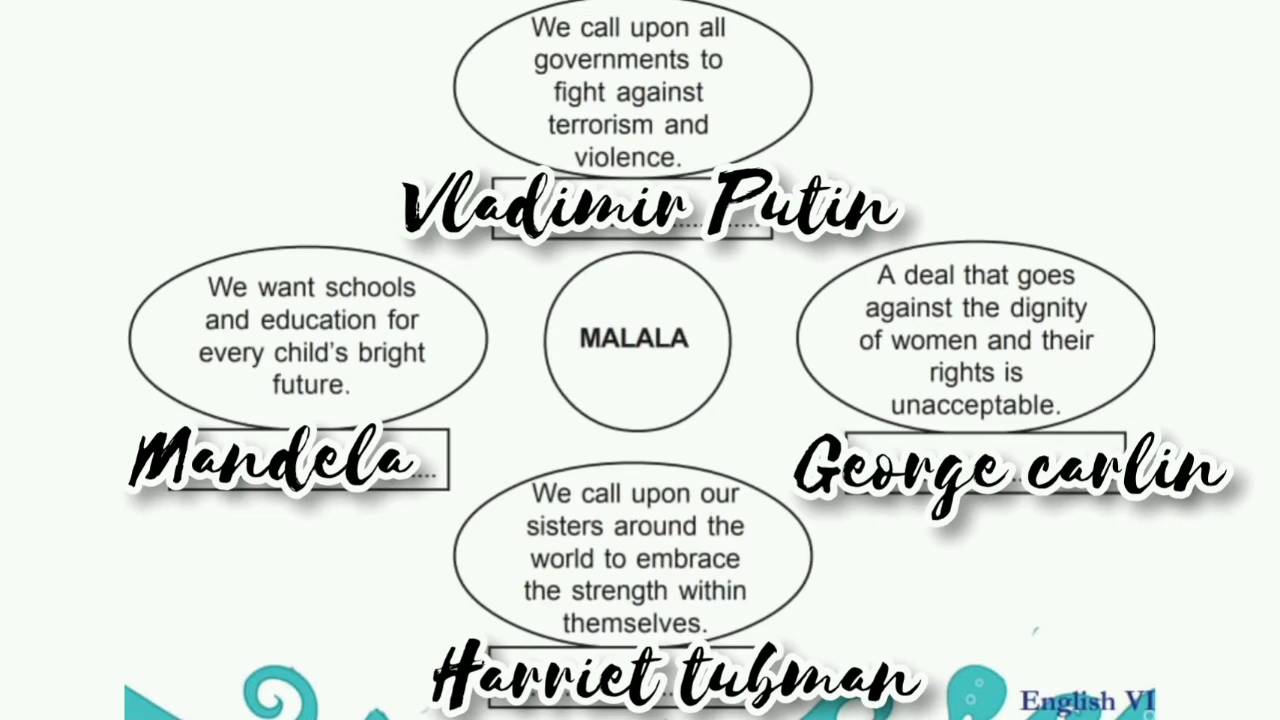 We call upon all
governments to
fight against
terrorism and
violence.
Vladimir Putin
We want schools
and education for
every child's bright
future.
Mandela
MALALA
A deal that goes
against the dignity
of women and their
rights is
unacceptable.
George carlin
We call upon our
sisters around the
world to embrace
the strength within
themselves.
Harriet tubman
English VI